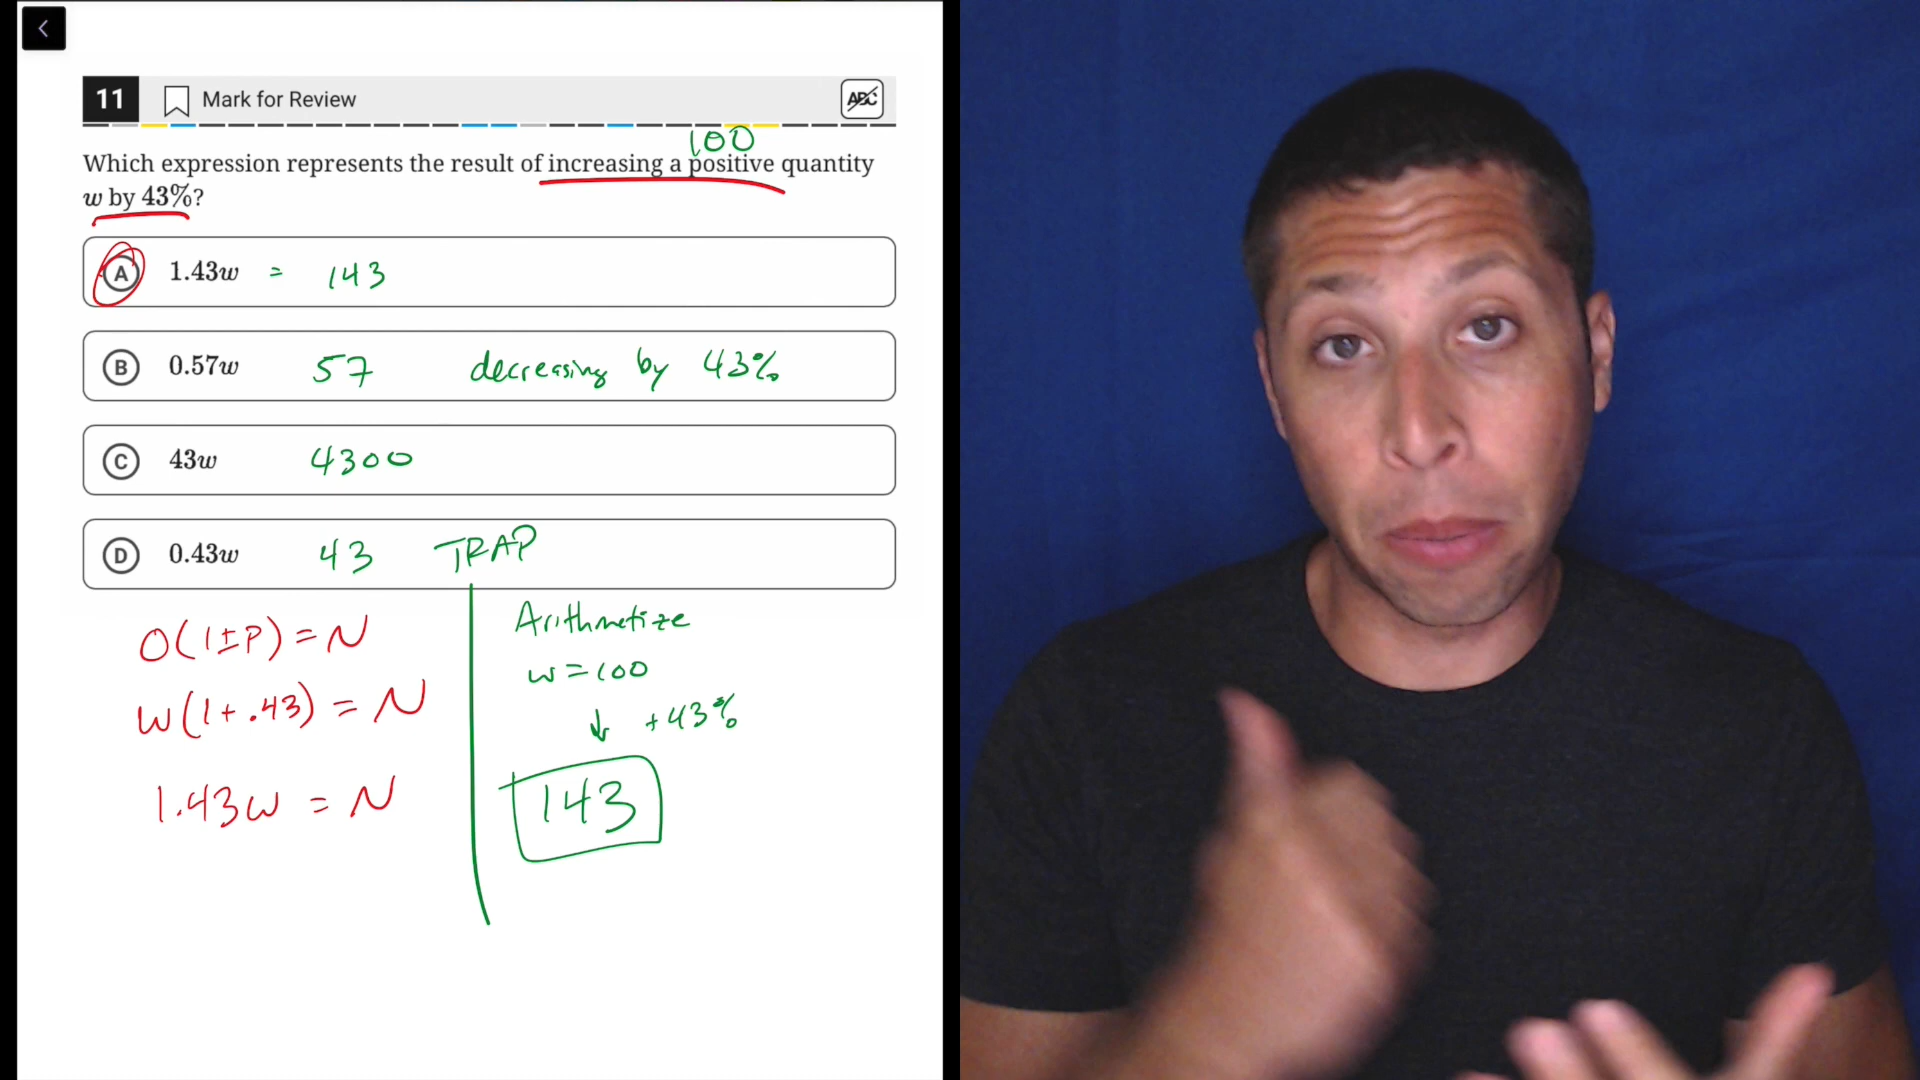 11 Mark for Review ABC
100
Which expression represents the result of increasing a positive quantity
w by 43%?
A 1.43w = 143
B 0.57w 57 decreasing by 43%
C 43w 4300
D 0.43w 43 TRAP
O(1±P)=N
w(1+.43)=N
1.43w = N
Arithmetize
w=100
↓ +43%
143